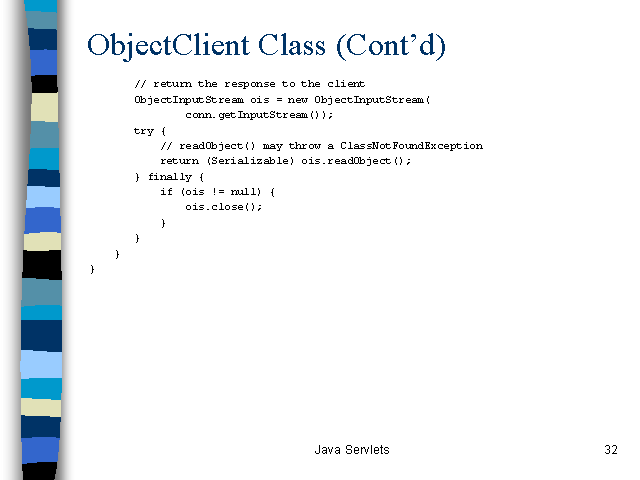 ObjectClient Class (Cont’d)
// return the response to the client
ObjectInputStream ois = new ObjectInputStream(
conn.getInputStream());
try {
// readObject() may throw a ClassNotFoundException
return (Serializable) ois.readObject();
} finally {
if (ois != null) {
ois.close();
}
}
}
}
Java Servlets
32